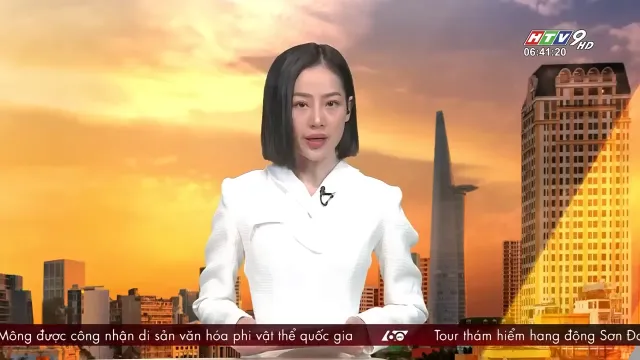 HTV9 HD
06:41:20
Mông được công nhận di sản văn hóa phi vật thể quốc gia 60 Tour thám hiểm hang động Sơn Đ